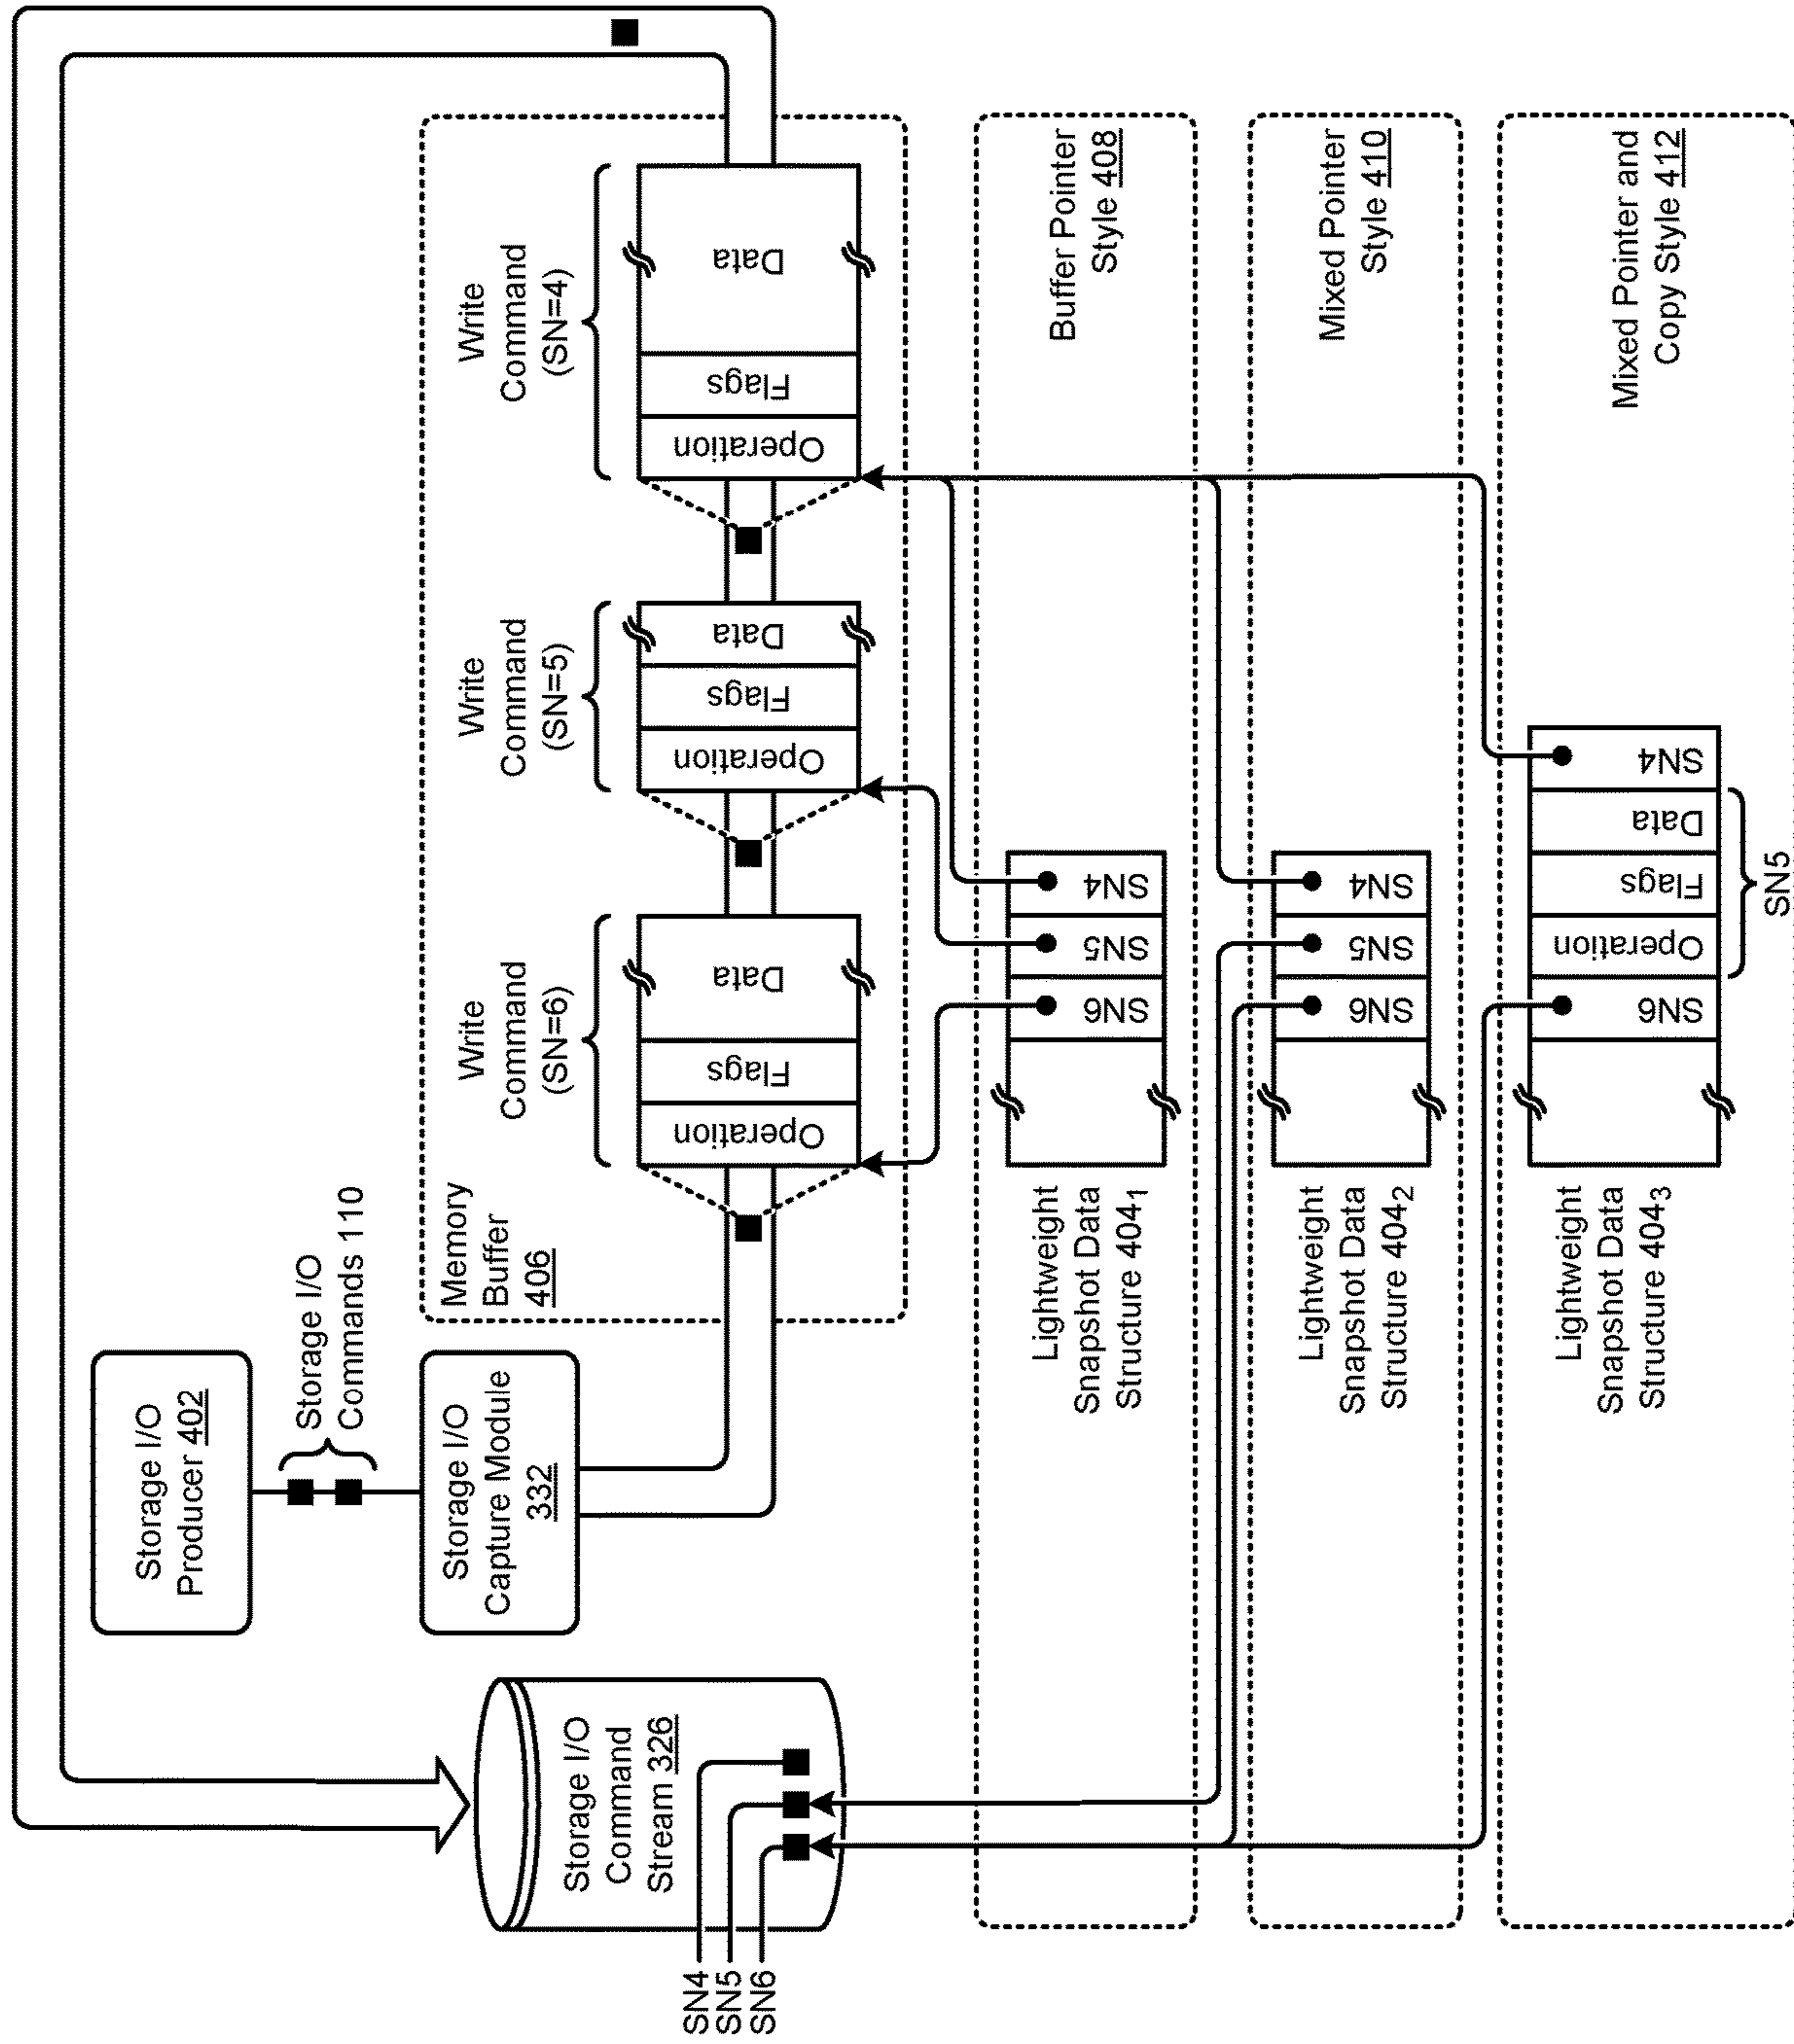 Storage I/O
Producer 402
Storage I/O
Commands 110
Storage I/O
Capture Module
332
Storage I/O
Command
Stream 326
SN4
SN5
SN6
Memory
Buffer
406
Write
Command
(SN=6)
Operation
Flags
Data
Write
Command
(SN=5)
Operation
Flags
Data
Write
Command
(SN=4)
Operation
Flags
Data
Lightweight
Snapshot Data
Structure 404₁
SN6
SN5
SN4
Buffer Pointer
Style 408
Lightweight
Snapshot Data
Structure 404₂
SN6
SN5
SN4
Mixed Pointer
Style 410
Lightweight
Snapshot Data
Structure 404₃
SN6
Operation
Flags
Data
SN4
SN5
Mixed Pointer and
Copy Style 412